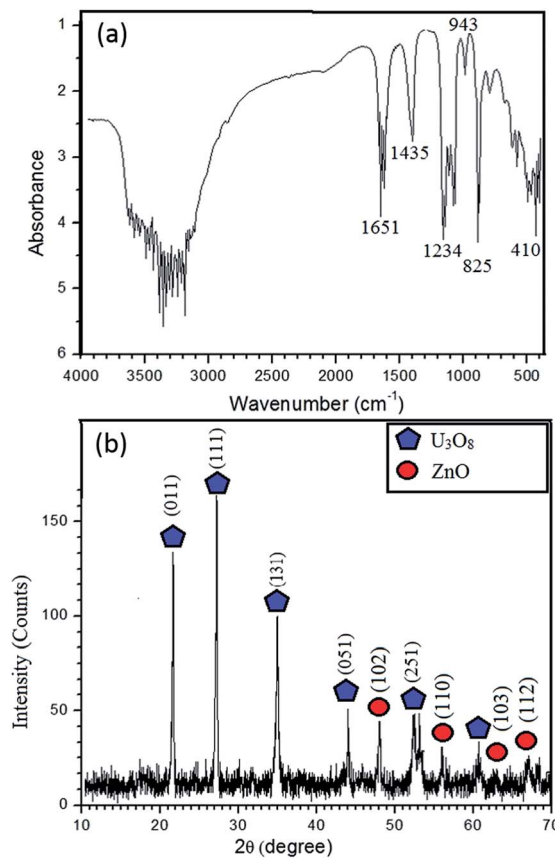 (a)
943
1
2
3
4
5
6
Absorbance
1435
1651
1234
825
410
4000 3500 3000 2500 2000 1500 1000 500
Wavenumber (cm⁻¹)
(b)
U₃O₈
ZnO
(011)
(111)
(131)
(051)
(102)
(251)
(110)
(103)
(112)
150
100
50
0
Intensity (Counts)
10 20 30 40 50 60 70
2θ (degree)